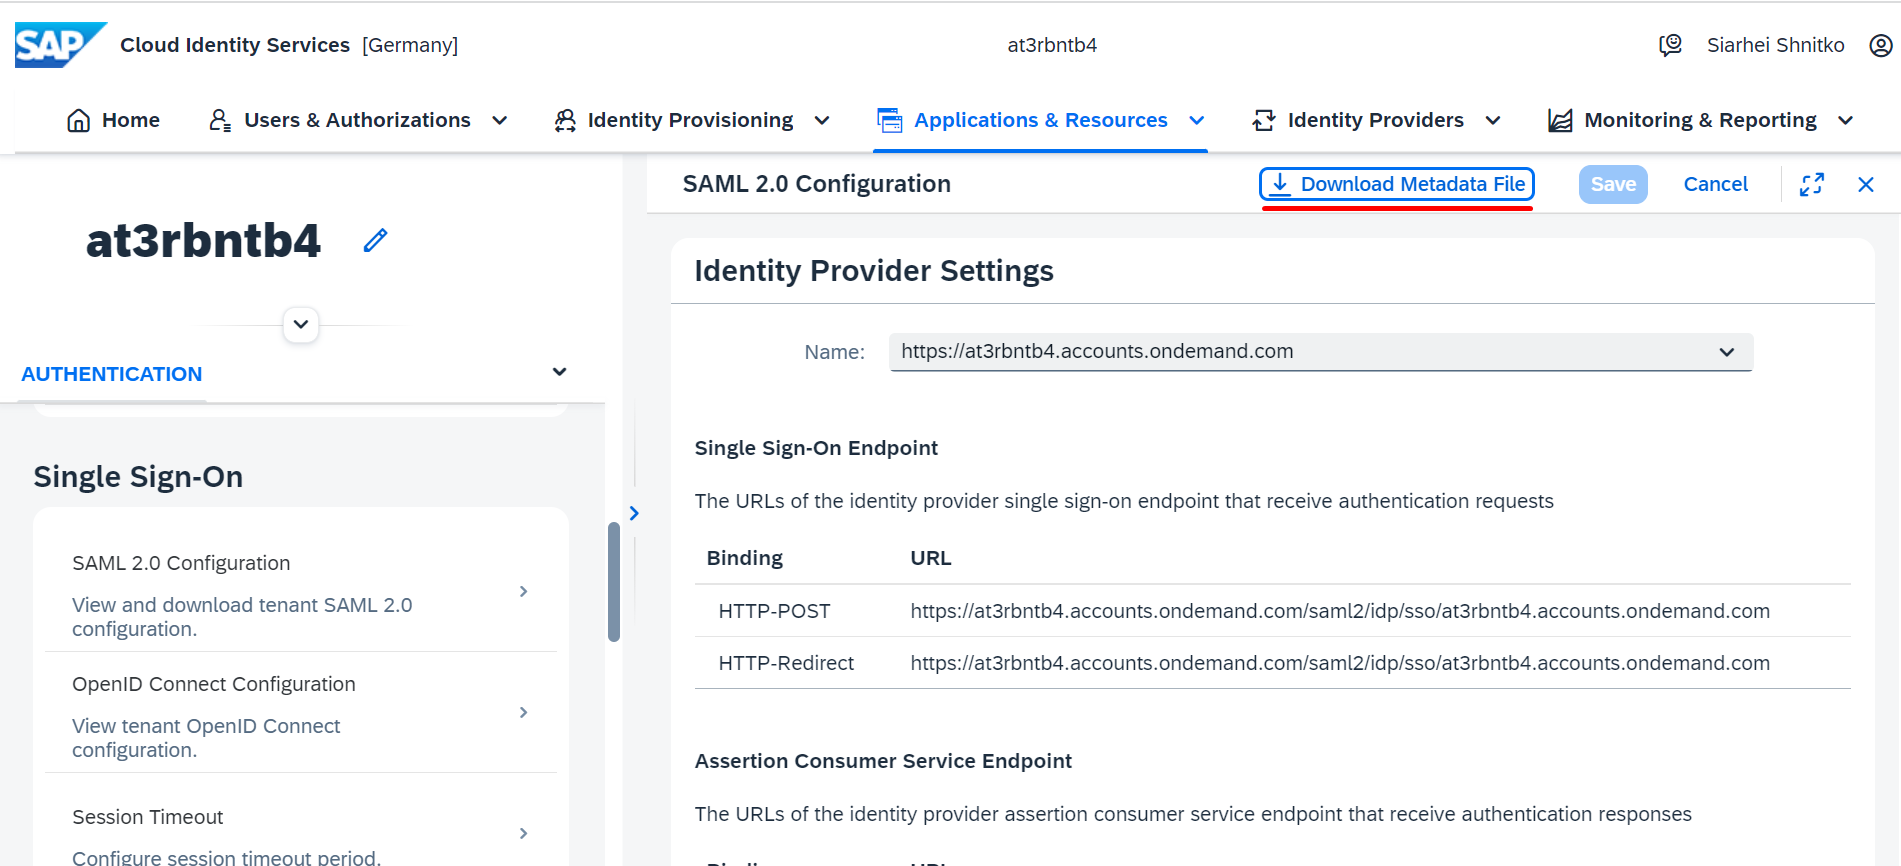 SAP Cloud Identity Services [Germany] at3rbntb4 Siarhei Shnitko
Home Users & Authorizations Identity Provisioning Applications & Resources Identity Providers Monitoring & Reporting
at3rbntb4
AUTHENTICATION
Single Sign-On
SAML 2.0 Configuration
View and download tenant SAML 2.0
configuration.
OpenID Connect Configuration
View tenant OpenID Connect
configuration.
Session Timeout
Configure session timeout period.
SAML 2.0 Configuration Download Metadata File Save Cancel
Identity Provider Settings
Name: https://at3rbntb4.accounts.ondemand.com
Single Sign-On Endpoint
The URLs of the identity provider single sign-on endpoint that receive authentication requests
Binding URL
HTTP-POST https://at3rbntb4.accounts.ondemand.com/saml2/idp/sso/at3rbntb4.accounts.ondemand.com
HTTP-Redirect https://at3rbntb4.accounts.ondemand.com/saml2/idp/sso/at3rbntb4.accounts.ondemand.com
Assertion Consumer Service Endpoint
The URLs of the identity provider assertion consumer service endpoint that receive authentication responses